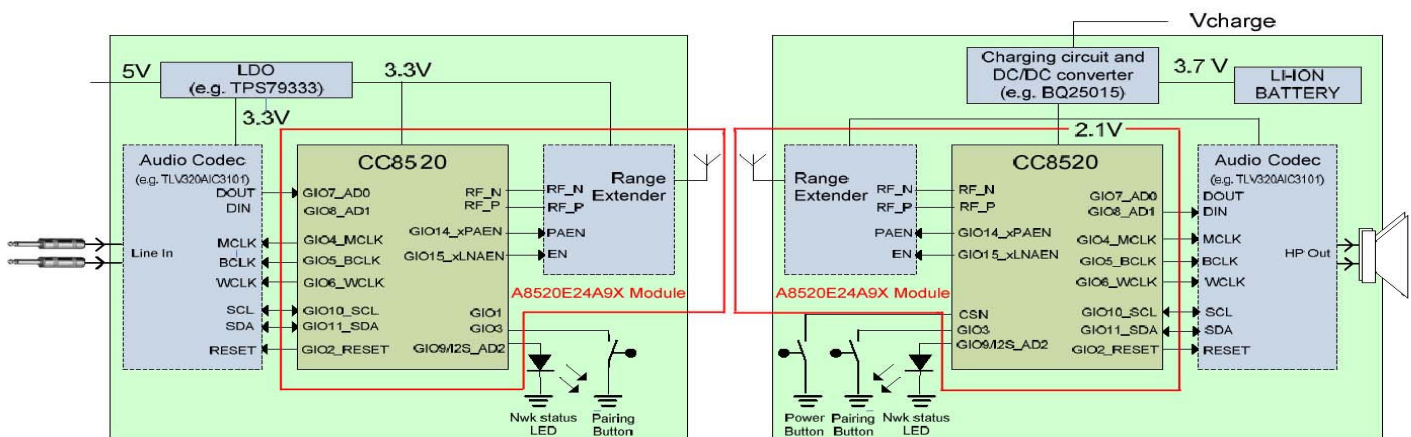 5V
LDO
(e.g. TPS79333)
3.3V
3.3V
Audio Codec
(e.g. TLV320AIC3101)
DOUT
DIN
Line In
MCLK
BCLK
WCLK
SCL
SDA
RESET
CC8520
GIO7_AD0
GIO8_AD1
GIO4_MCLK
GIO5_BCLK
GIO6_WCLK
GIO10_SCL
GIO11_SDA
GIO2_RESET
RF_N
RF_P
GIO14_xPAEN
GIO15_xLNAEN
GIO1
GIO3
GIO9/I2S_AD2
RF_N
RF_P
PAEN
EN
Range
Extender
A8520E24A9X Module
Nwk status
LED
Pairing
Button
Vcharge
Charging circuit and
DC/DC converter
(e.g. BQ25015)
3.7 V
LI-ION
BATTERY
2.1V
Range
Extender
RF_N
RF_P
PAEN
EN
A8520E24A9X Module
CC8520
RF_N
RF_P
GIO14_xPAEN
GIO15_xLNAEN
CSN
GIO3
GIO9/I2S_AD2
GIO7_AD0
GIO8_AD1
GIO4_MCLK
GIO5_BCLK
GIO6_WCLK
GIO10_SCL
GIO11_SDA
GIO2_RESET
Audio Codec
(e.g. TLV320AIC3101)
DOUT
DIN
MCLK
BCLK
WCLK
SCL
SDA
RESET
HP Out
Power
Button
Pairing
Button
Nwk status
LED